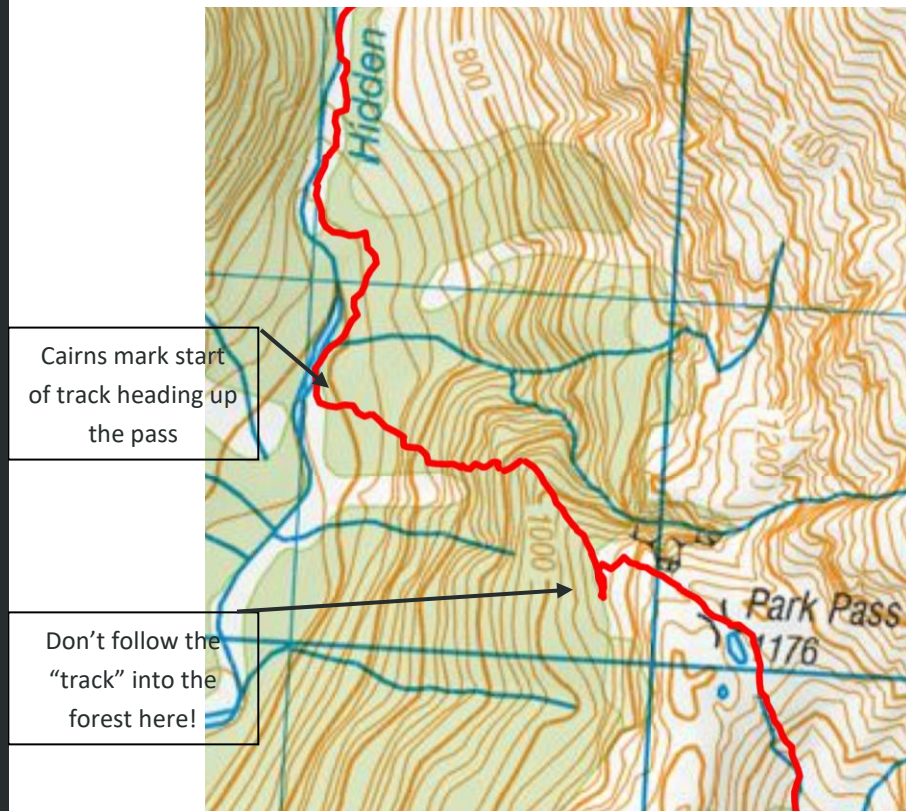 Hidden
800
1400
Cairns mark start
of track heading up
the pass
1200
1000
Park Pass
1176
Don’t follow the
“track” into the
forest here!